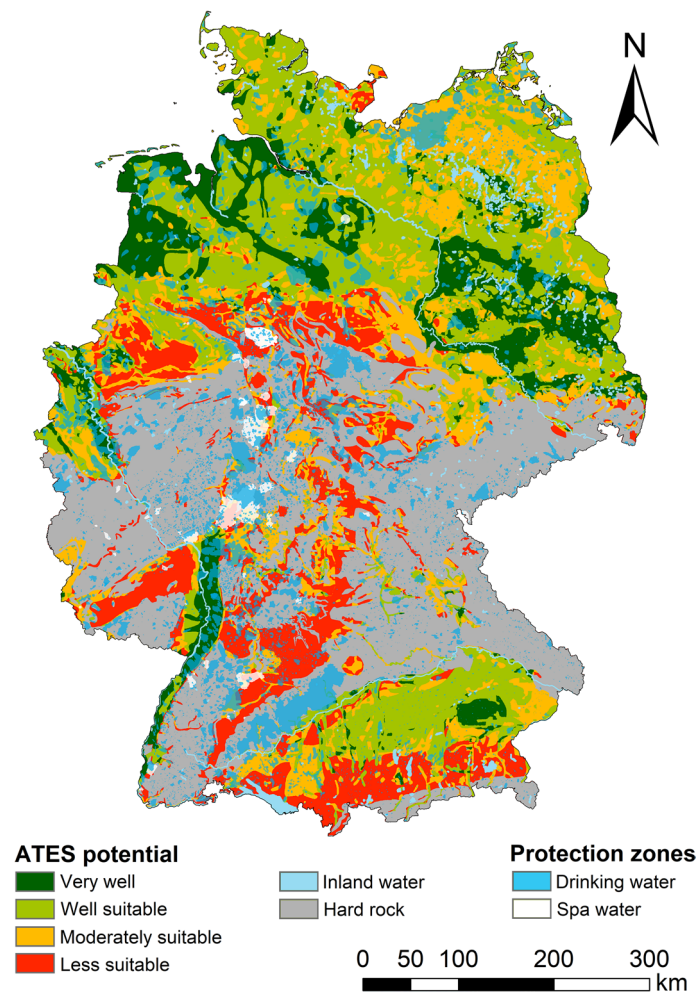 N
ATES potential
Very well
Well suitable
Moderately suitable
Less suitable
Inland water
Hard rock
Protection zones
Drinking water
Spa water
0 50 100 200 300
km